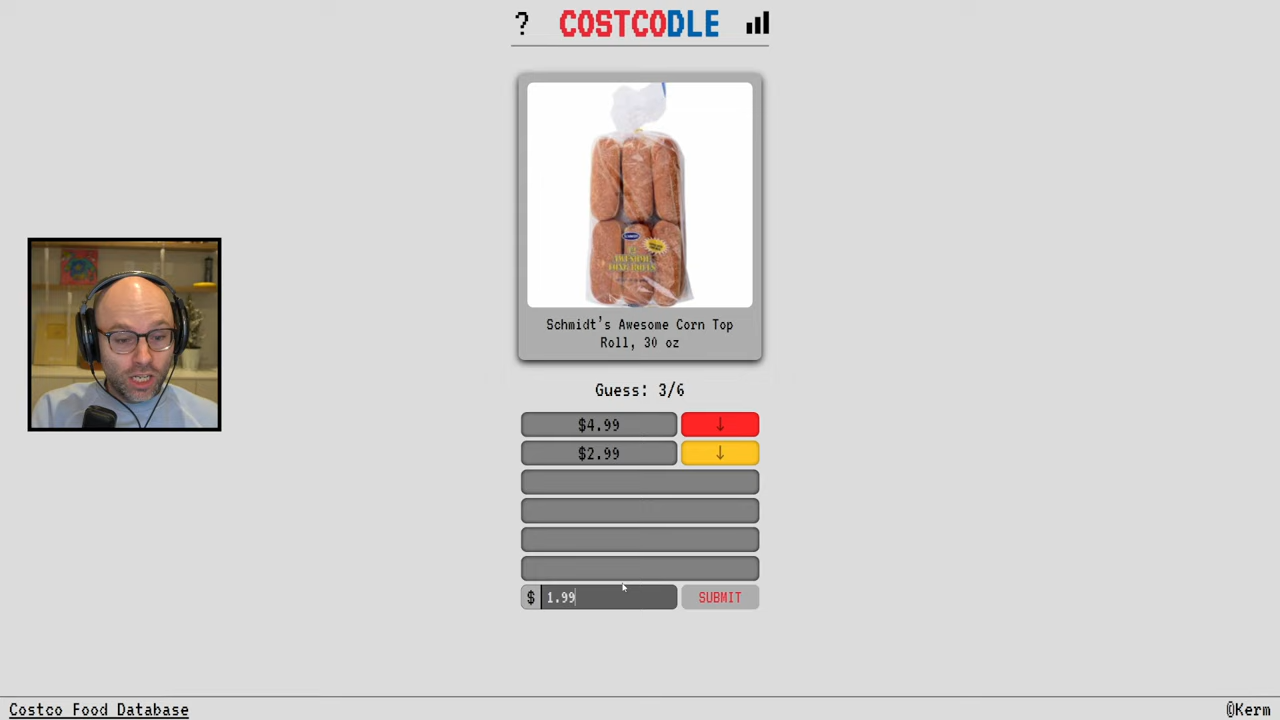 ?
COSTCODLE
Schmidt's Awesome Corn Top
Roll, 30 oz
Guess: 3/6
$4.99 ↓
$2.99 ↓
$ 1.99 SUBMIT
Costco Food Database
@Kerm